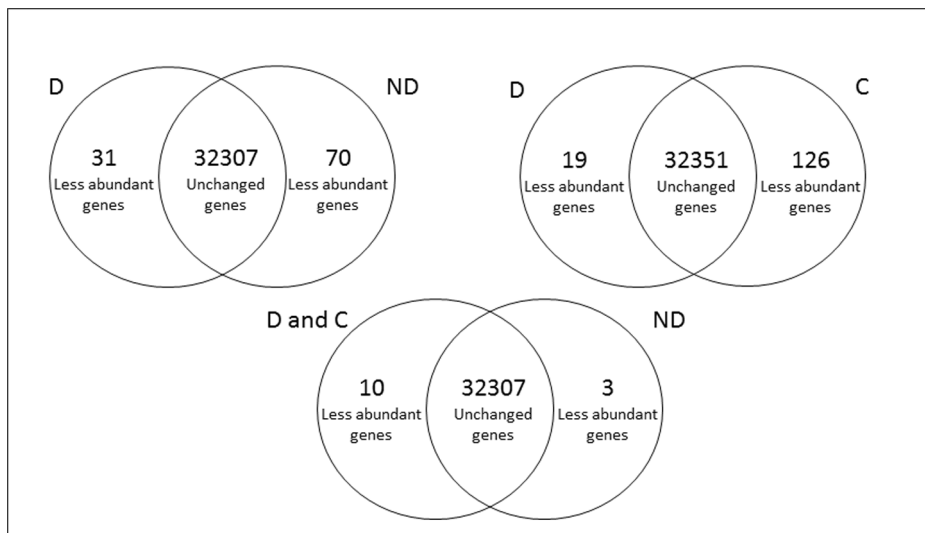 D
ND
31
Less abundant
genes
32307
Unchanged
genes
70
Less abundant
genes
D
C
19
Less abundant
genes
32351
Unchanged
genes
126
Less abundant
genes
D and C
ND
10
Less abundant
genes
32307
Unchanged
genes
3
Less abundant
genes